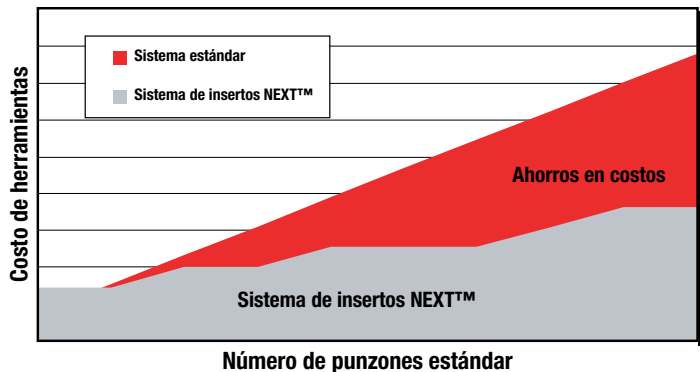 Costo de herramientas
Sistema estándar
Sistema de insertos NEXT™
Ahorros en costos
Sistema de insertos NEXT™
Número de punzones estándar